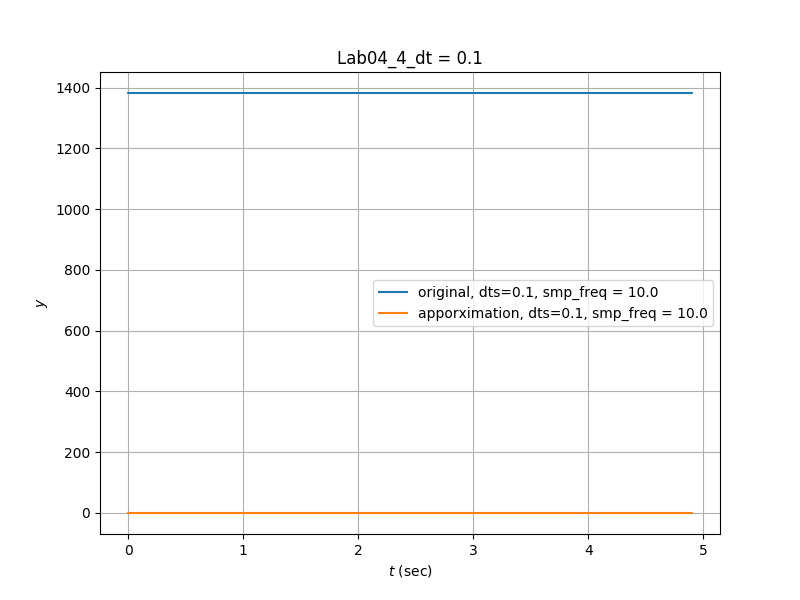 Lab04_4_dt = 0.1
1400
1200
1000
800
600
400
200
0
y
original, dts=0.1, smp_freq = 10.0
apporximation, dts=0.1, smp_freq = 10.0
0 1 2 3 4 5
t (sec)